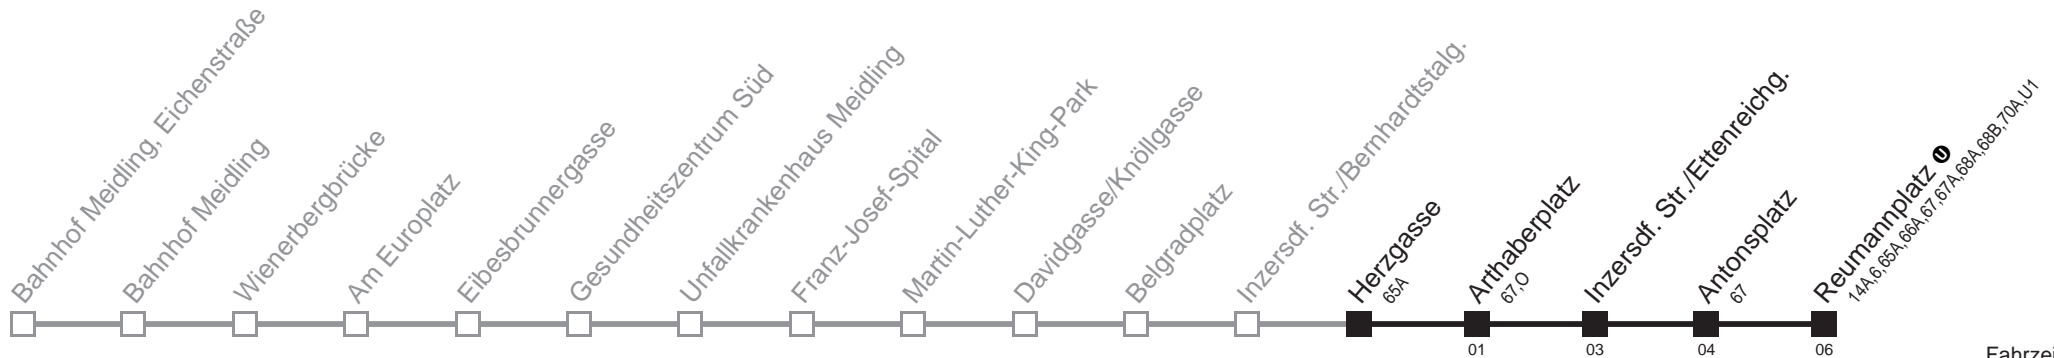 Bahnhof Meidling, Eichenstraße
Bahnhof Meidling
Wienerbergbrücke
Am Europlatz
Eibesbrunnergasse
Gesundheitszentrum Süd
Unfallkrankenhaus Meidling
Franz-Josef-Spital
Martin-Luther-King-Park
Davidgasse/Knöllgasse
Belgradplatz
Inzersdf. Str./Bernhardtstalg.
Herzgasse
65A
Arthaberplatz
67,O
Inzersdf. Str./Ettenreichg.
Antonsplatz
67
Reumannplatz U
14A,6,65A,66A,67,67A,68A,68B,70A,U1
01
03
04
06